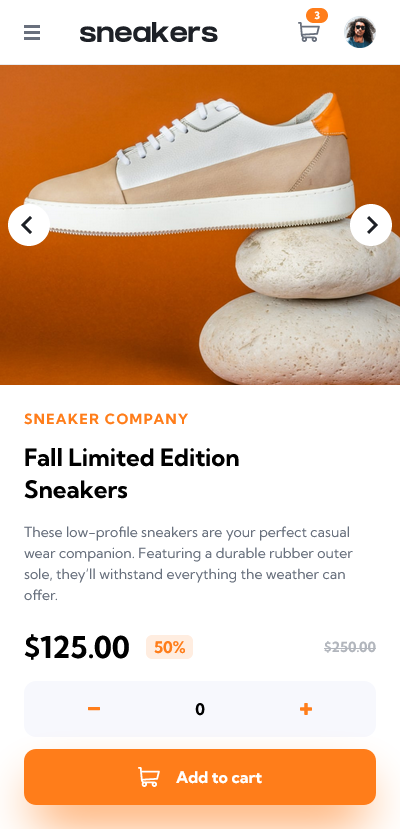 sneakers
3
SNEAKER COMPANY
Fall Limited Edition
Sneakers
These low-profile sneakers are your perfect casual
wear companion. Featuring a durable rubber outer
sole, they'll withstand everything the weather can
offer.
$125.00 50% $250.00
0
Add to cart